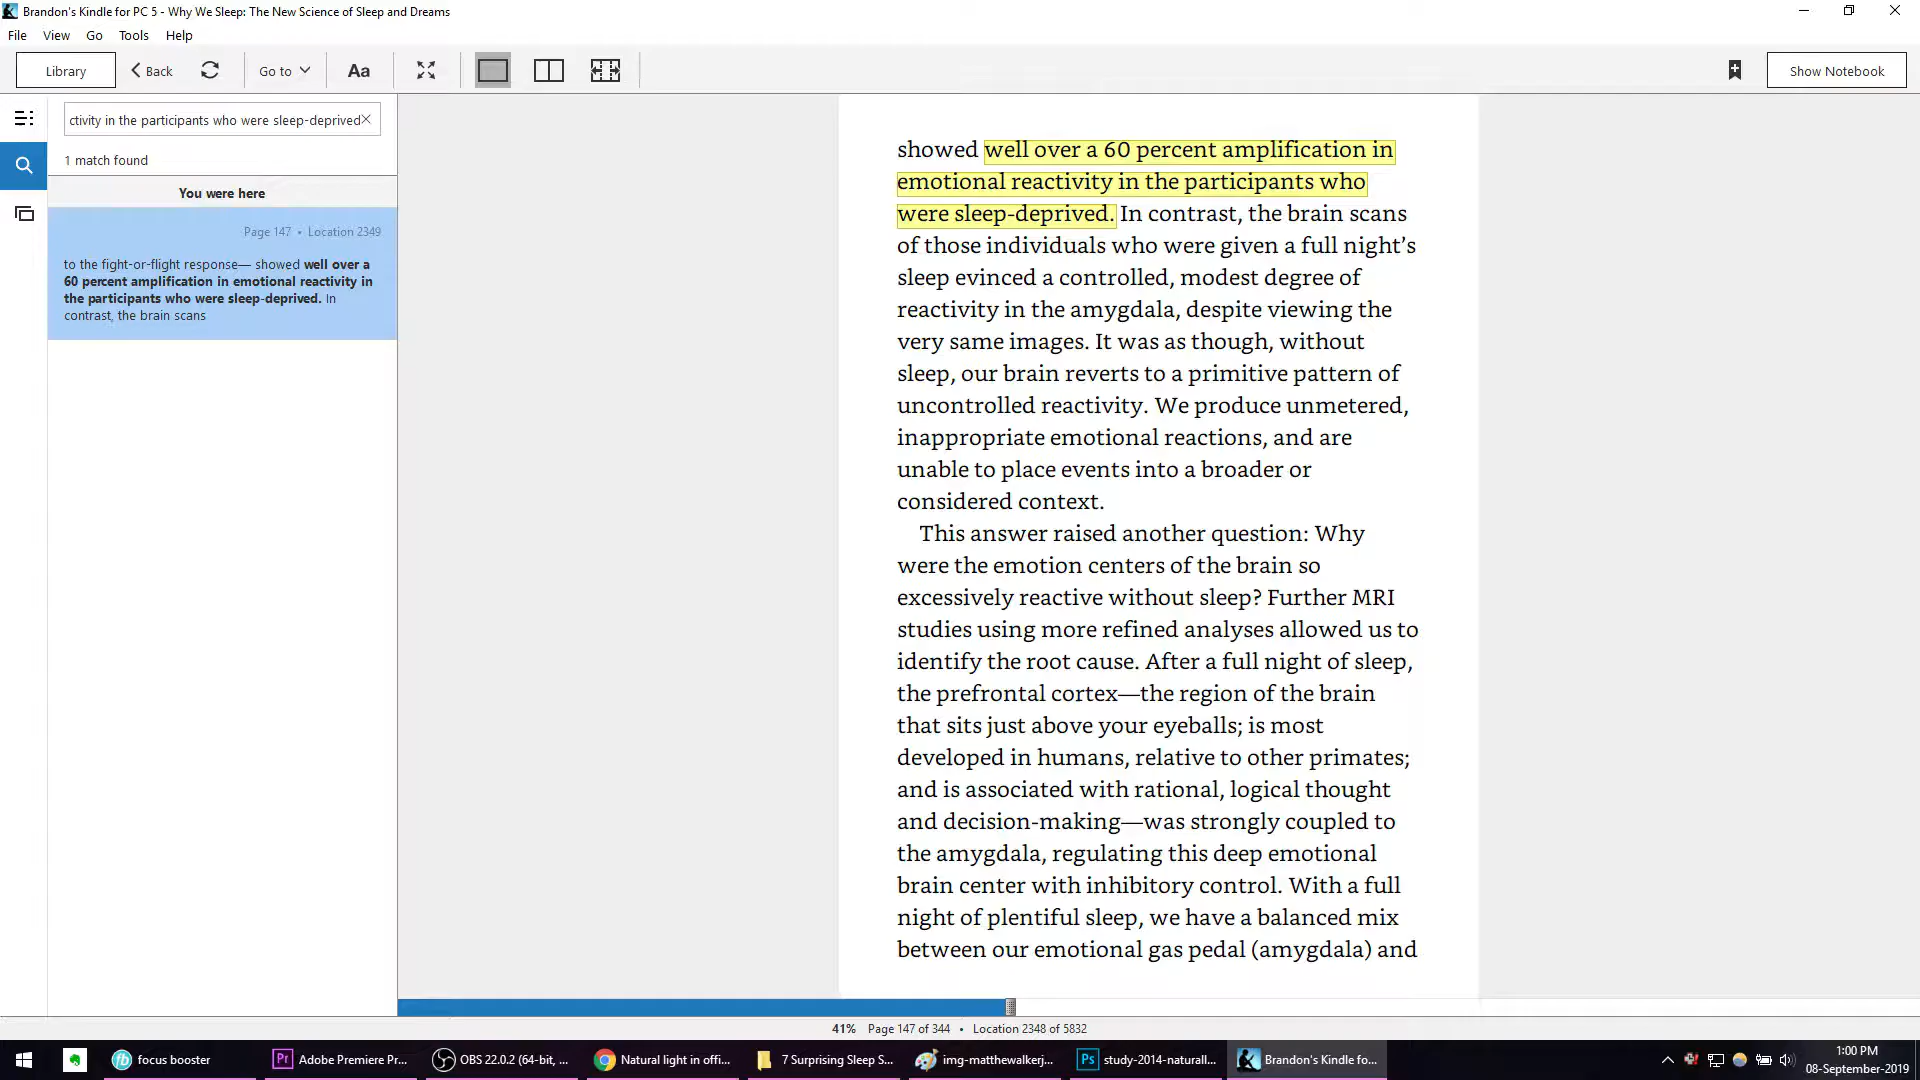 Brandon's Kindle for PC 5 - Why We Sleep: The New Science of Sleep and Dreams
File View Go Tools Help
Library Back Go to Aa Show Notebook
ctivity in the participants who were sleep-deprived
1 match found
You were here
Page 147 • Location 2349
to the fight-or-flight response— showed well over a
60 percent amplification in emotional reactivity in
the participants who were sleep-deprived. In
contrast, the brain scans
showed well over a 60 percent amplification in
emotional reactivity in the participants who
were sleep-deprived. In contrast, the brain scans
of those individuals who were given a full night’s
sleep evinced a controlled, modest degree of
reactivity in the amygdala, despite viewing the
very same images. It was as though, without
sleep, our brain reverts to a primitive pattern of
uncontrolled reactivity. We produce unmetered,
inappropriate emotional reactions, and are
unable to place events into a broader or
considered context.
This answer raised another question: Why
were the emotion centers of the brain so
excessively reactive without sleep? Further MRI
studies using more refined analyses allowed us to
identify the root cause. After a full night of sleep,
the prefrontal cortex—the region of the brain
that sits just above your eyeballs; is most
developed in humans, relative to other primates;
and is associated with rational, logical thought
and decision-making—was strongly coupled to
the amygdala, regulating this deep emotional
brain center with inhibitory control. With a full
night of plentiful sleep, we have a balanced mix
between our emotional gas pedal (amygdala) and
41% Page 147 of 344 • Location 2348 of 5832
fb focus booster Pr Adobe Premiere Pr... OBS 22.0.2 (64-bit, ... Natural light in offi... 7 Surprising Sleep S... img-matthewalkerj... Ps study-2014-naturall... Brandon's Kindle fo...
1:00 PM
08-September-2019